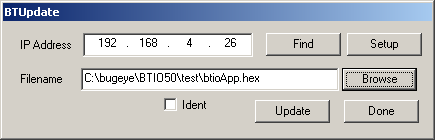 BTUpdate
IP Address 192 . 168 . 4 . 26 Find Setup
Filename C:\bugeye\BTIO50\test\btioApp.hex Browse
Ident Update Done